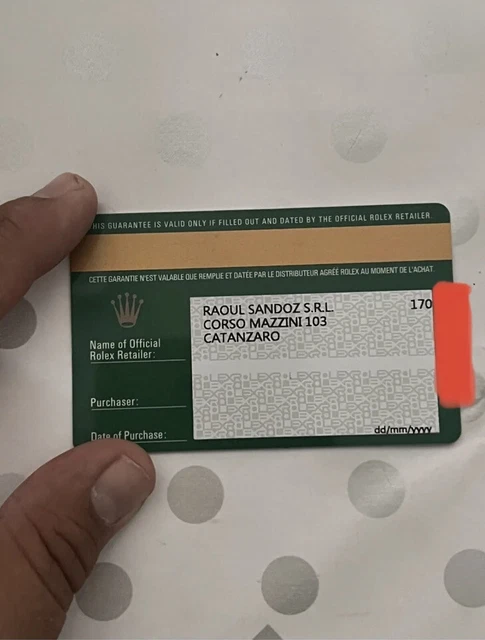 THIS GUARANTEE IS VALID ONLY IF FILLED OUT AND DATED BY THE OFFICIAL ROLEX RETAILER.
CETTE GARANTIE N'EST VALABLE QUE REMPLIE ET DATÉE PAR LE DISTRIBUTEUR AGRÉÉ ROLEX AU MOMENT DE L'ACHAT.
RAOUL SANDOZ S.R.L. 170
CORSO MAZZINI 103
CATANZARO
Name of Official
Rolex Retailer:
Purchaser:
Date of Purchase:
dd/mm/yyyy